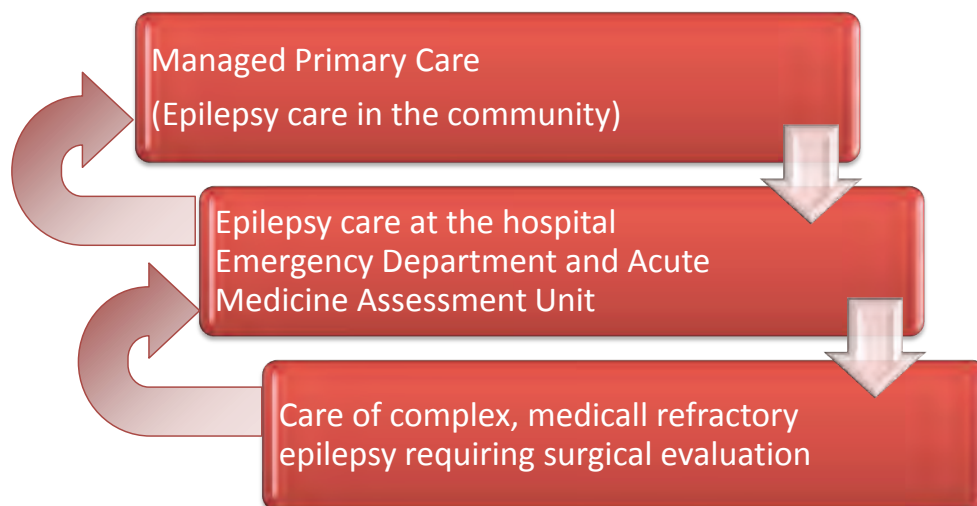 Managed Primary Care
(Epilepsy care in the community)
Epilepsy care at the hospital
Emergency Department and Acute
Medicine Assessment Unit
Care of complex, medicall refractory
epilepsy requiring surgical evaluation